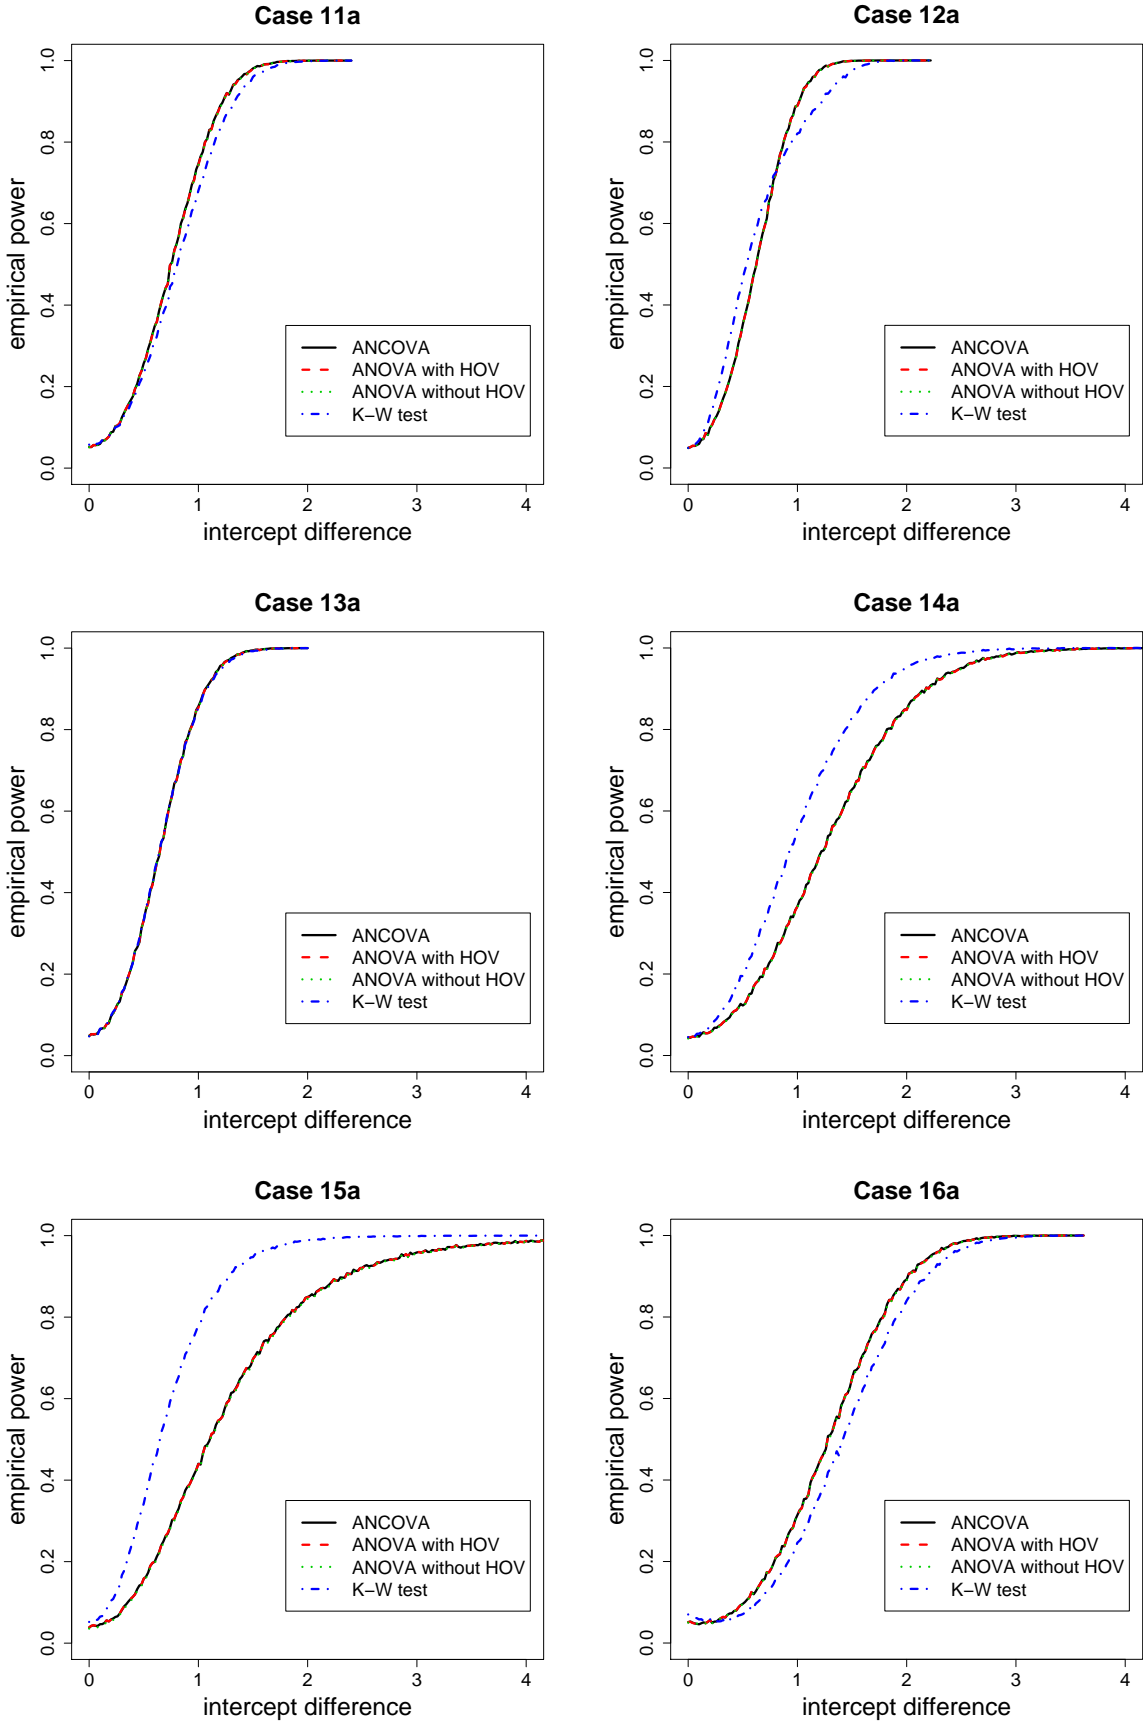 Case 11a
empirical power
0.0 0.2 0.4 0.6 0.8 1.0
ANCOVA
ANOVA with HOV
ANOVA without HOV
K−W test
0 1 2 3 4
intercept difference
Case 12a
empirical power
0.0 0.2 0.4 0.6 0.8 1.0
ANCOVA
ANOVA with HOV
ANOVA without HOV
K−W test
0 1 2 3 4
intercept difference
Case 13a
empirical power
0.0 0.2 0.4 0.6 0.8 1.0
ANCOVA
ANOVA with HOV
ANOVA without HOV
K−W test
0 1 2 3 4
intercept difference
Case 14a
empirical power
0.0 0.2 0.4 0.6 0.8 1.0
ANCOVA
ANOVA with HOV
ANOVA without HOV
K−W test
0 1 2 3 4
intercept difference
Case 15a
empirical power
0.0 0.2 0.4 0.6 0.8 1.0
ANCOVA
ANOVA with HOV
ANOVA without HOV
K−W test
0 1 2 3 4
intercept difference
Case 16a
empirical power
0.0 0.2 0.4 0.6 0.8 1.0
ANCOVA
ANOVA with HOV
ANOVA without HOV
K−W test
0 1 2 3 4
intercept difference